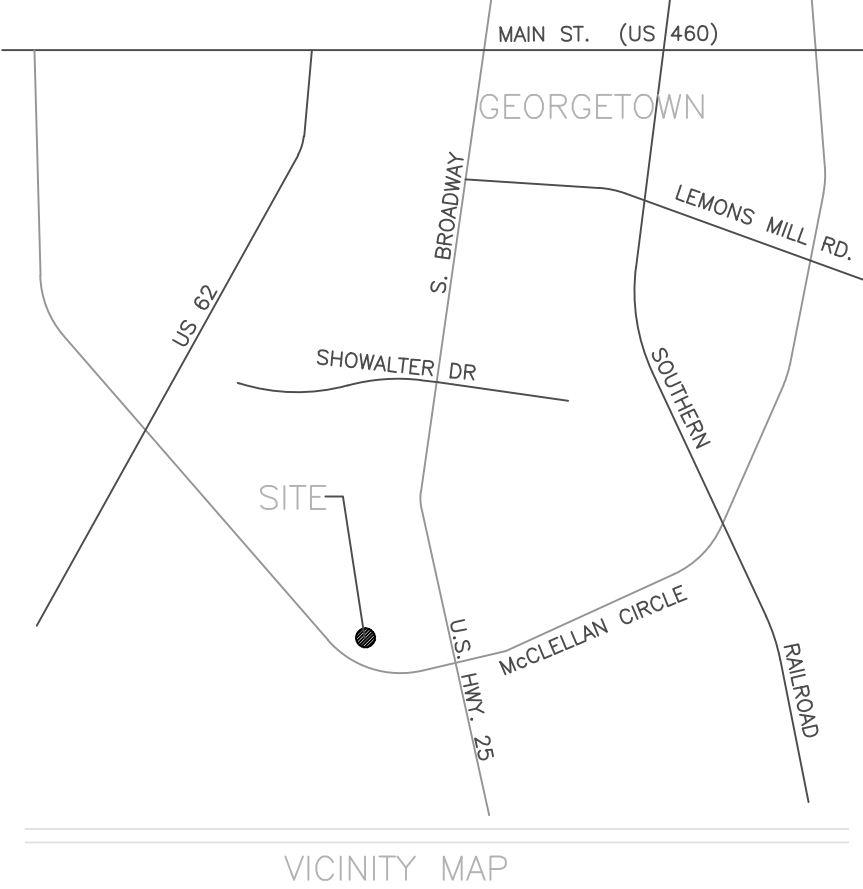 MAIN ST. (US 460)
GEORGETOWN
S. BROADWAY
LEMONS MILL RD.
US 62
SHOWALTER DR
SOUTHERN
SITE
McCLELLAN CIRCLE
U.S. HWY. 25
RAILROAD
VICINITY MAP